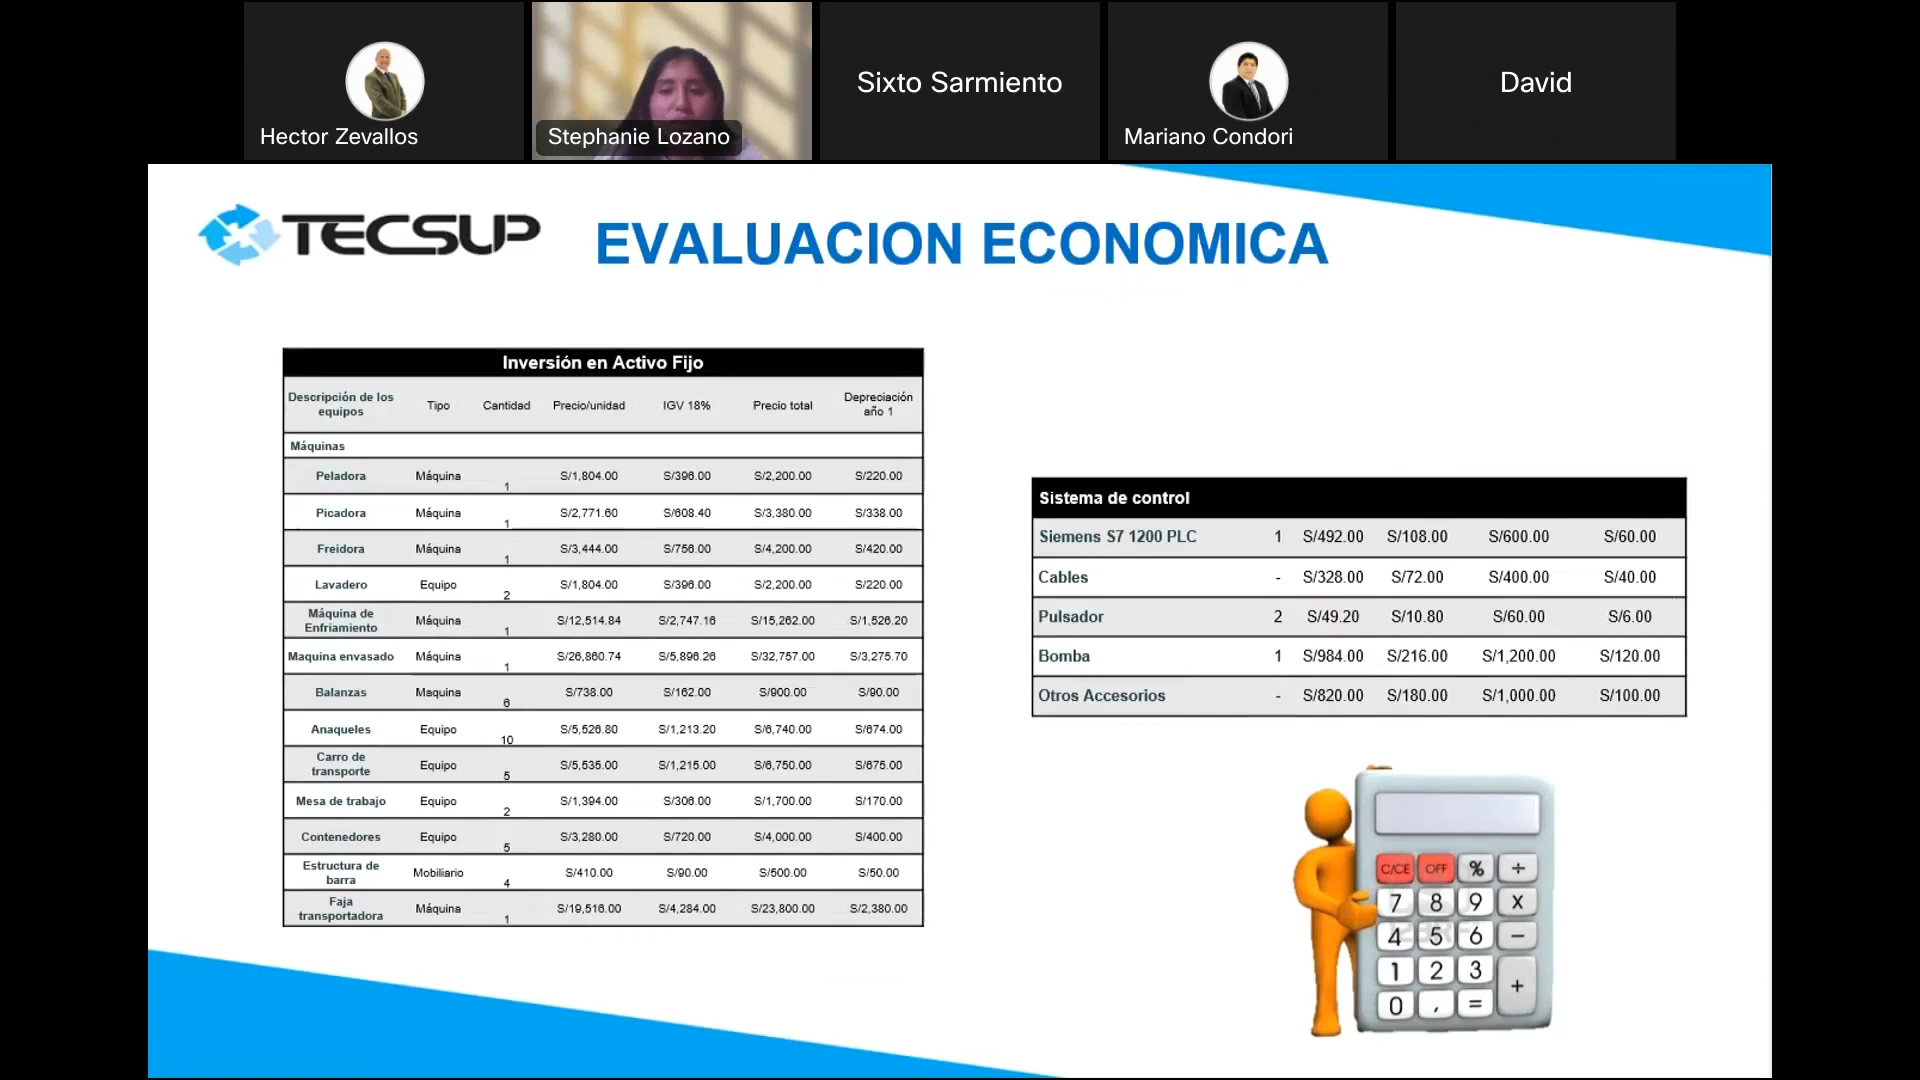 Hector Zevallos
Stephanie Lozano
Sixto Sarmiento
Mariano Condori
David
TECSUP
EVALUACION ECONOMICA
Inversión en Activo Fijo
Descripción de los equipos Tipo Cantidad Precio/unidad IGV 18% Precio total Depreciación año 1
Máquinas
Peladora Máquina 1 S/1,804.00 S/396.00 S/2,200.00 S/220.00
Picadora Máquina 1 S/2,771.60 S/608.40 S/3,380.00 S/338.00
Freidora Máquina 1 S/3,444.00 S/756.00 S/4,200.00 S/420.00
Lavadero Equipo 2 S/1,804.00 S/396.00 S/2,200.00 S/220.00
Máquina de Enfriamiento Máquina 1 S/12,514.84 S/2,747.16 S/15,262.00 S/1,526.20
Maquina envasado Máquina 1 S/26,860.74 S/5,896.26 S/32,757.00 S/3,275.70
Balanzas Maquina 6 S/738.00 S/162.00 S/900.00 S/90.00
Anaqueles Equipo 10 S/5,526.80 S/1,213.20 S/6,740.00 S/674.00
Carro de transporte Equipo 5 S/5,535.00 S/1,215.00 S/6,750.00 S/675.00
Mesa de trabajo Equipo 2 S/1,394.00 S/306.00 S/1,700.00 S/170.00
Contenedores Equipo 5 S/3,280.00 S/720.00 S/4,000.00 S/400.00
Estructura de barra Mobiliario 4 S/410.00 S/90.00 S/500.00 S/50.00
Faja transportadora Máquina 1 S/19,516.00 S/4,284.00 S/23,800.00 S/2,380.00
Sistema de control
Siemens S7 1200 PLC 1 S/492.00 S/108.00 S/600.00 S/60.00
Cables - S/328.00 S/72.00 S/400.00 S/40.00
Pulsador 2 S/49.20 S/10.80 S/60.00 S/6.00
Bomba 1 S/984.00 S/216.00 S/1,200.00 S/120.00
Otros Accesorios - S/820.00 S/180.00 S/1,000.00 S/100.00
C/CE OFF % ÷
7 8 9 X
4 5 6 −
1 2 3 +
0 , =